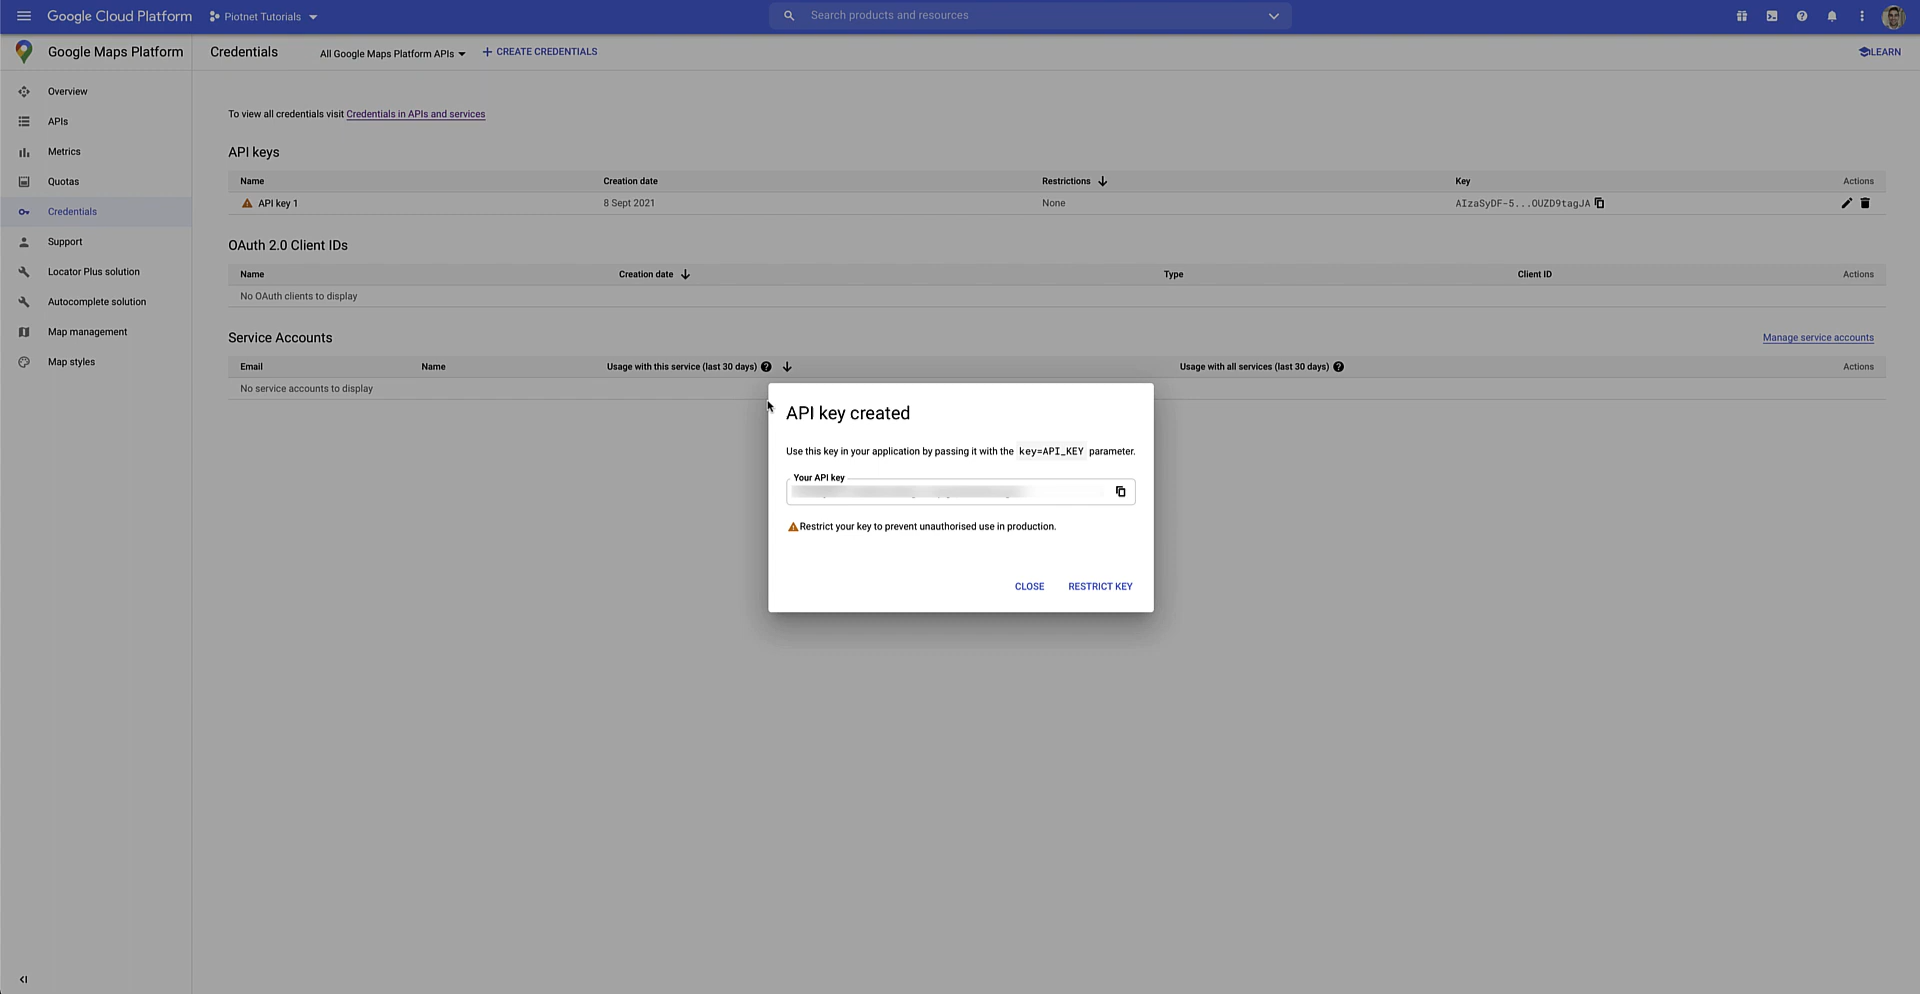 Google Cloud Platform
Piotnet Tutorials
Search products and resources
Google Maps Platform
Credentials
All Google Maps Platform APIs
CREATE CREDENTIALS
LEARN
Overview
APIs
Metrics
Quotas
Credentials
Support
Locator Plus solution
Autocomplete solution
Map management
Map styles
To view all credentials visit Credentials in APIs and services
API keys
Name Creation date Restrictions Key Actions
API key 1 8 Sept 2021 None AIzaSyDF-5...OUZD9tagJA
OAuth 2.0 Client IDs
Name Creation date Type Client ID Actions
No OAuth clients to display
Service Accounts
Manage service accounts
Email Name Usage with this service (last 30 days) Usage with all services (last 30 days) Actions
No service accounts to display
API key created
Use this key in your application by passing it with the key=API_KEY parameter.
Your API key
Restrict your key to prevent unauthorised use in production.
CLOSE RESTRICT KEY